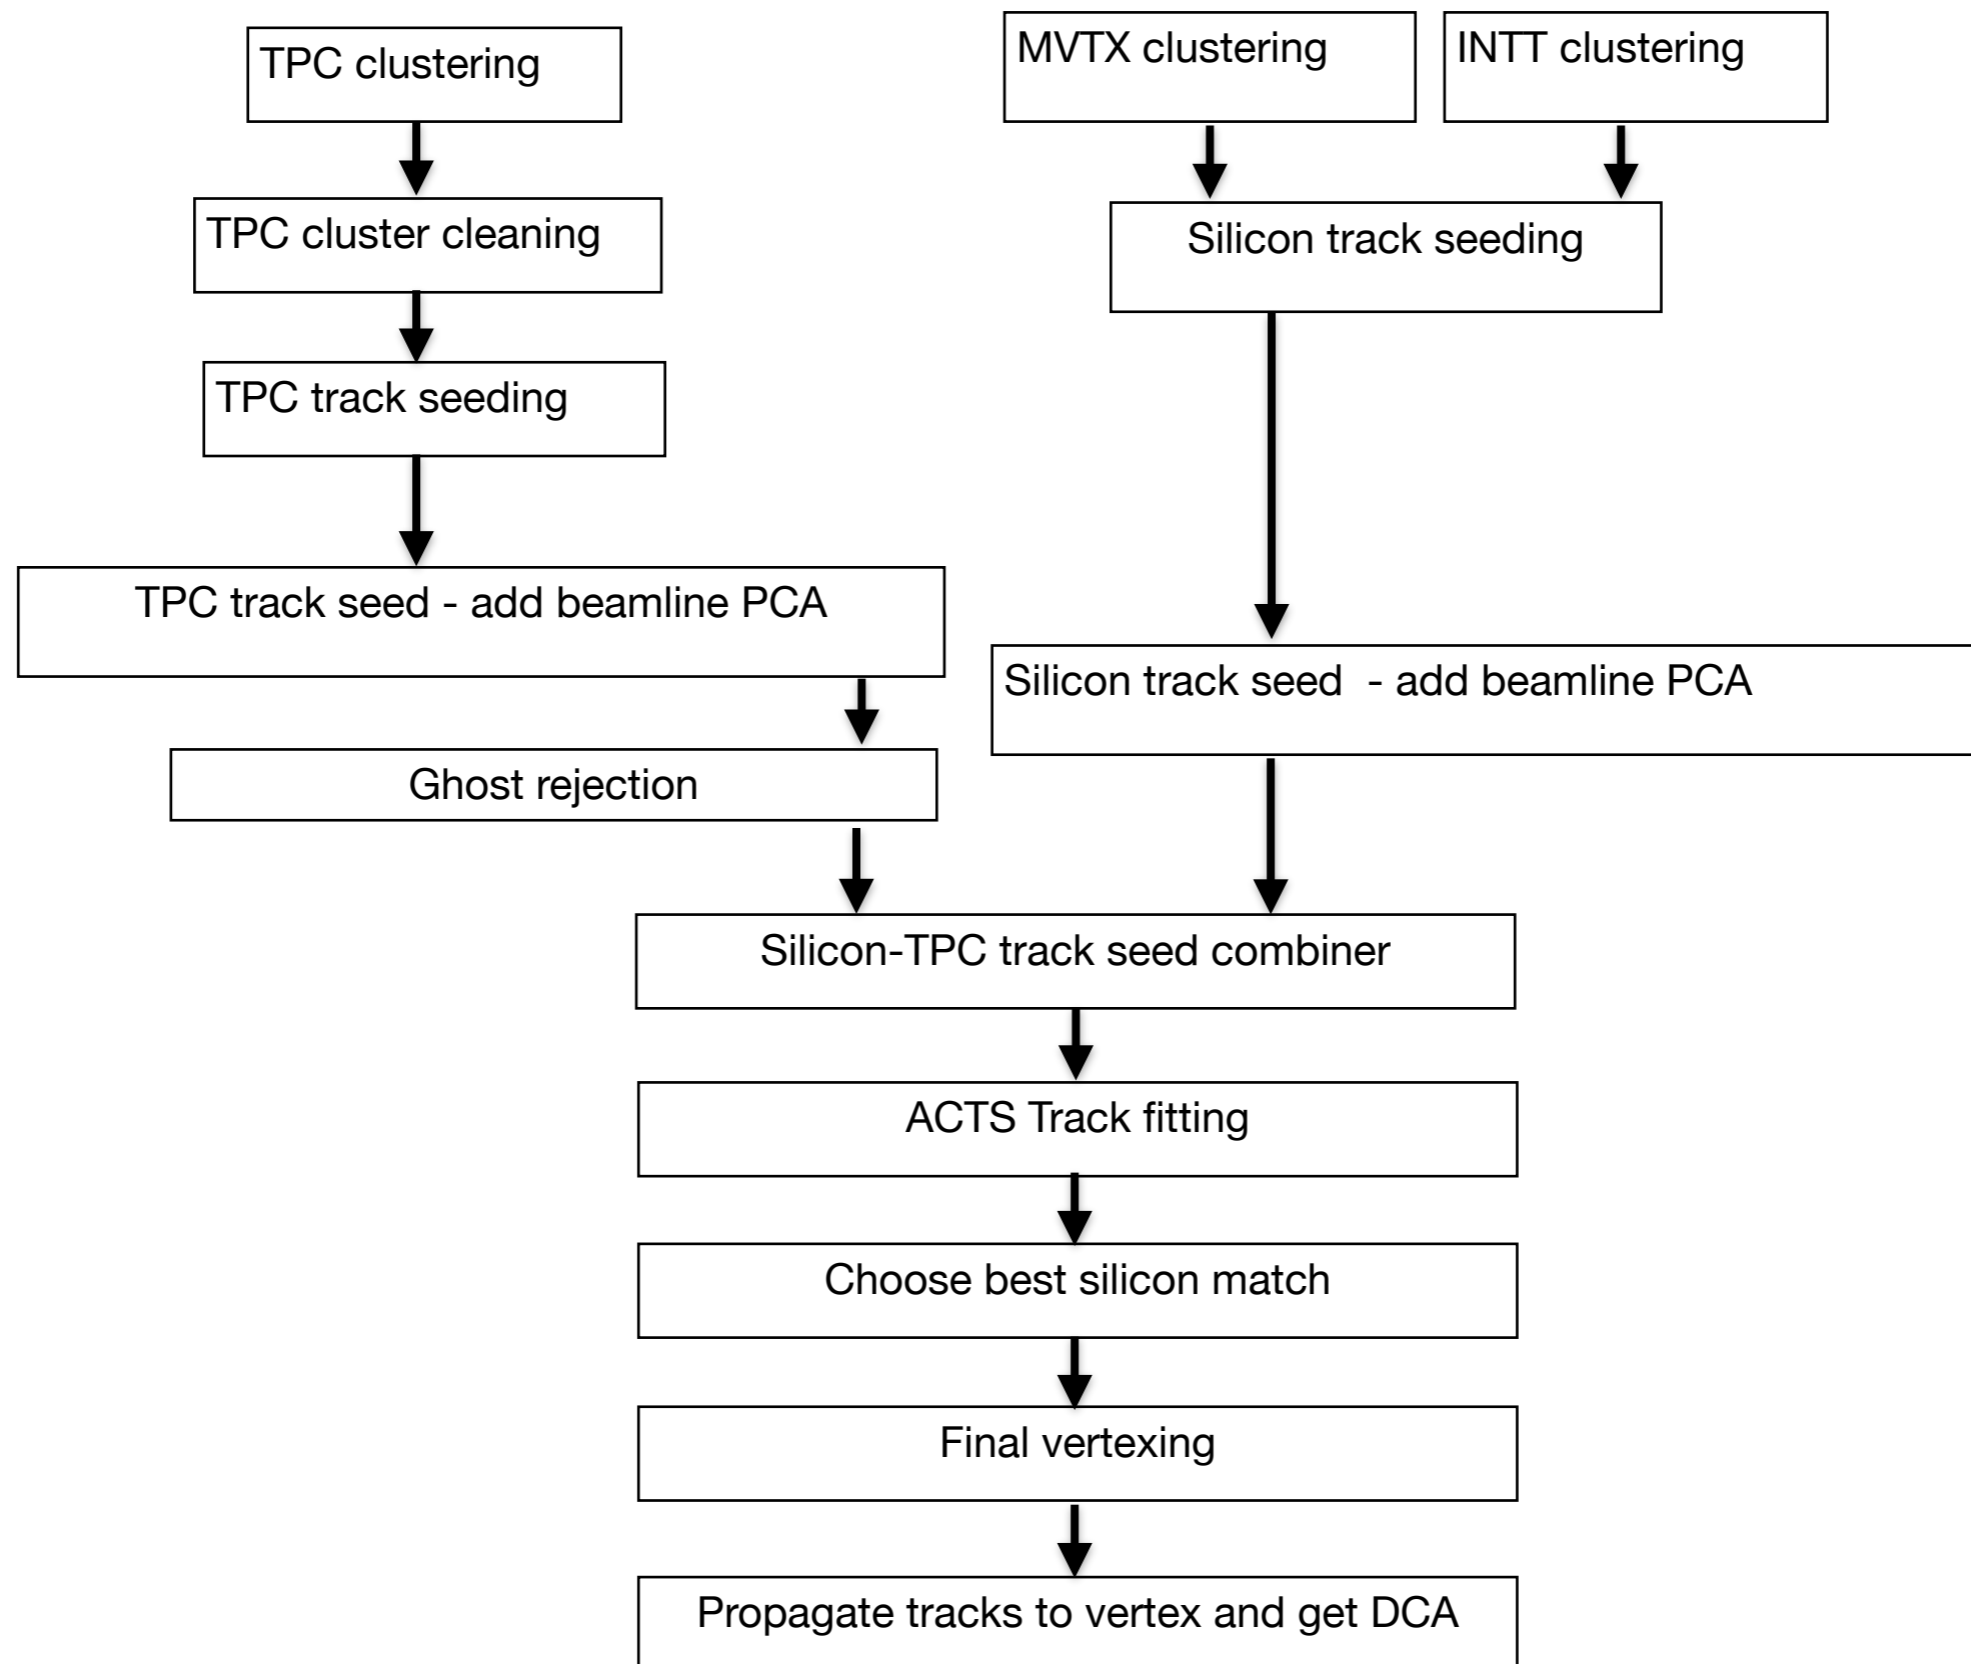 TPC clustering
MVTX clustering
INTT clustering
TPC cluster cleaning
Silicon track seeding
TPC track seeding
TPC track seed - add beamline PCA
Silicon track seed  - add beamline PCA
Ghost rejection
Silicon-TPC track seed combiner
ACTS Track fitting
Choose best silicon match
Final vertexing
Propagate tracks to vertex and get DCA